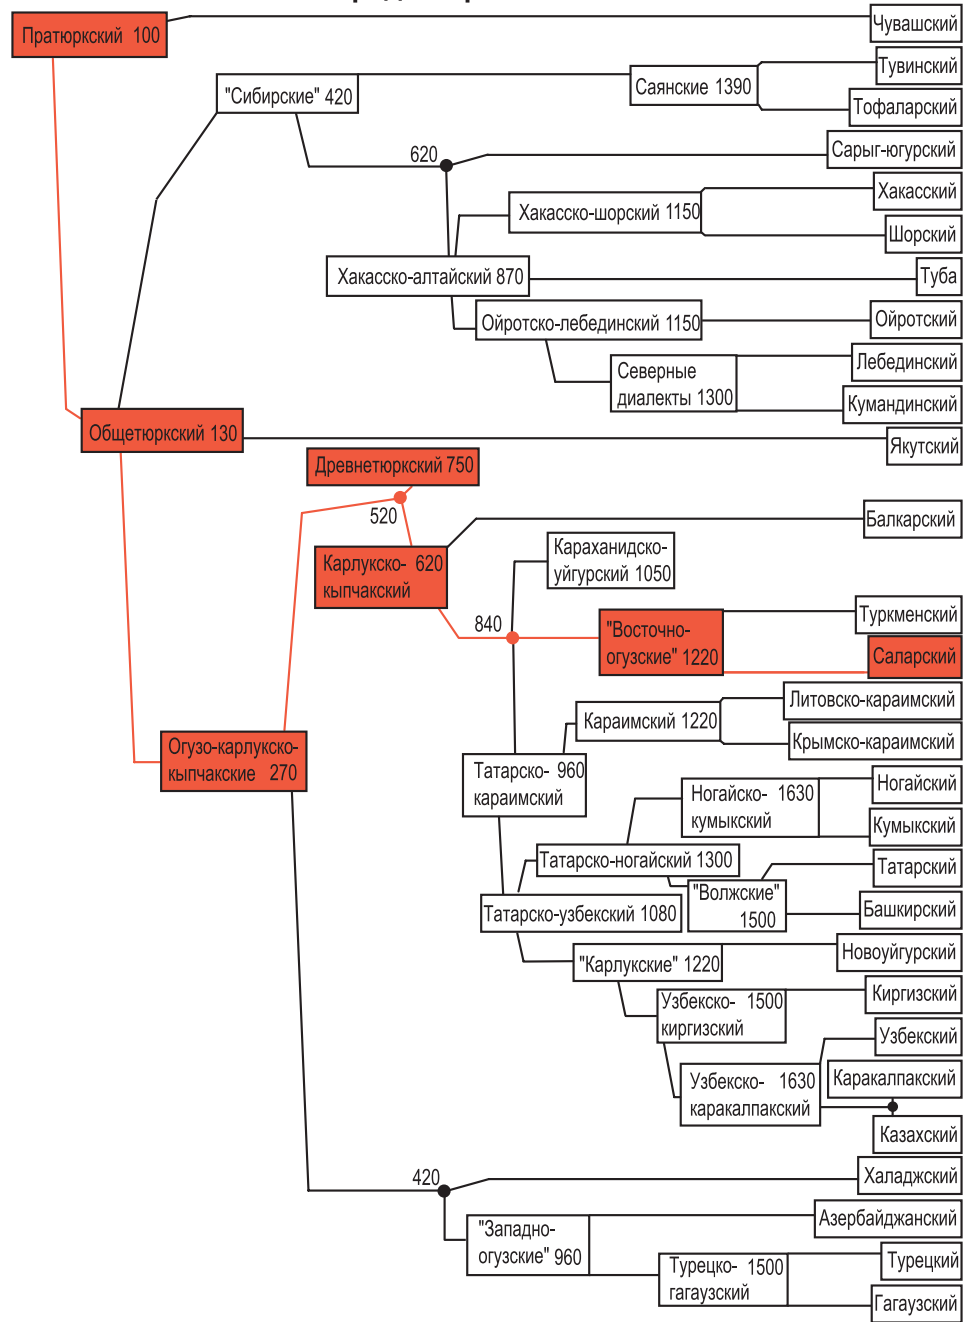 Чувашский
Пратюркский 100
Тувинский
"Сибирские" 420
Саянские 1390
Тофаларский
620
Сарыг-югурский
Хакасский
Хакасско-шорский 1150
Шорский
Хакасско-алтайский 870
Туба
Ойротско-лебединский 1150
Ойротский
Лебединский
Северные
диалекты 1300
Кумандинский
Общетюркский 130
Якутский
Древнетюркский 750
520
Балкарский
Караханидско-
уйгурский 1050
Карлукско- 620
кыпчакский
840
Туркменский
"Восточно-
огузские" 1220
Саларский
Литовско-караимский
Караимский 1220
Крымско-караимский
Огузо-карлукско-
кыпчакские 270
Татарско- 960
караимский
Ногайский
Ногайско- 1630
кумыкский
Кумыкский
Татарско-ногайский 1300
Татарский
"Волжские"
1500
Башкирский
Татарско-узбекский 1080
Новоуйгурский
"Карлукские" 1220
Киргизский
Узбекско- 1500
киргизский
Узбекский
Узбекско- 1630
каракалпакский
Каракалпакский
Казахский
420
Халаджский
Азербайджанский
"Западно-
огузские" 960
Турецкий
Турецко- 1500
гагаузский
Гагаузский